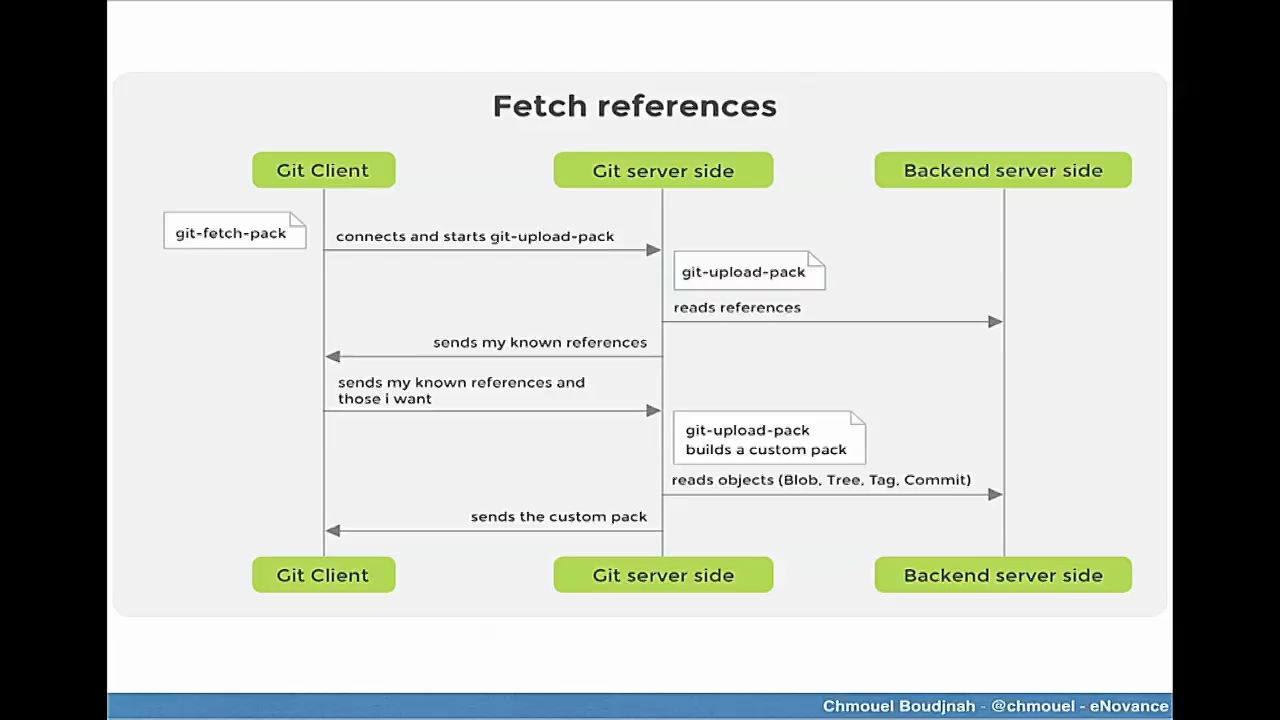 Fetch references
Git Client
Git server side
Backend server side
git-fetch-pack
connects and starts git-upload-pack
git-upload-pack
reads references
sends my known references
sends my known references and
those i want
git-upload-pack
builds a custom pack
reads objects (Blob, Tree, Tag, Commit)
sends the custom pack
Git Client
Git server side
Backend server side
Chmouel Boudjnah - @chmouel - eNovance